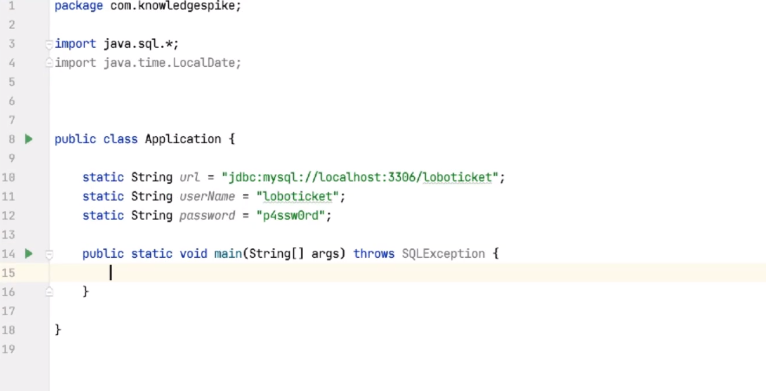 1 package com.knowledgespike;
2
3 import java.sql.*;
4 import java.time.LocalDate;
5
6
7
8 public class Application {
9
10 static String url = "jdbc:mysql://localhost:3306/loboticket";
11 static String userName = "loboticket";
12 static String password = "p4ssw0rd";
13
14 public static void main(String[] args) throws SQLException {
15
16 }
17
18 }
19